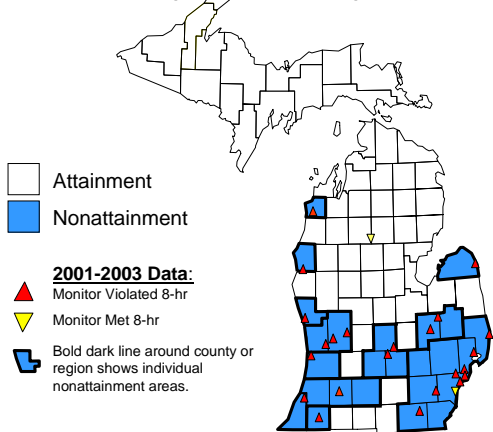 Attainment
Nonattainment
2001-2003 Data:
Monitor Violated 8-hr
Monitor Met 8-hr
Bold dark line around county or
region shows individual
nonattainment areas.